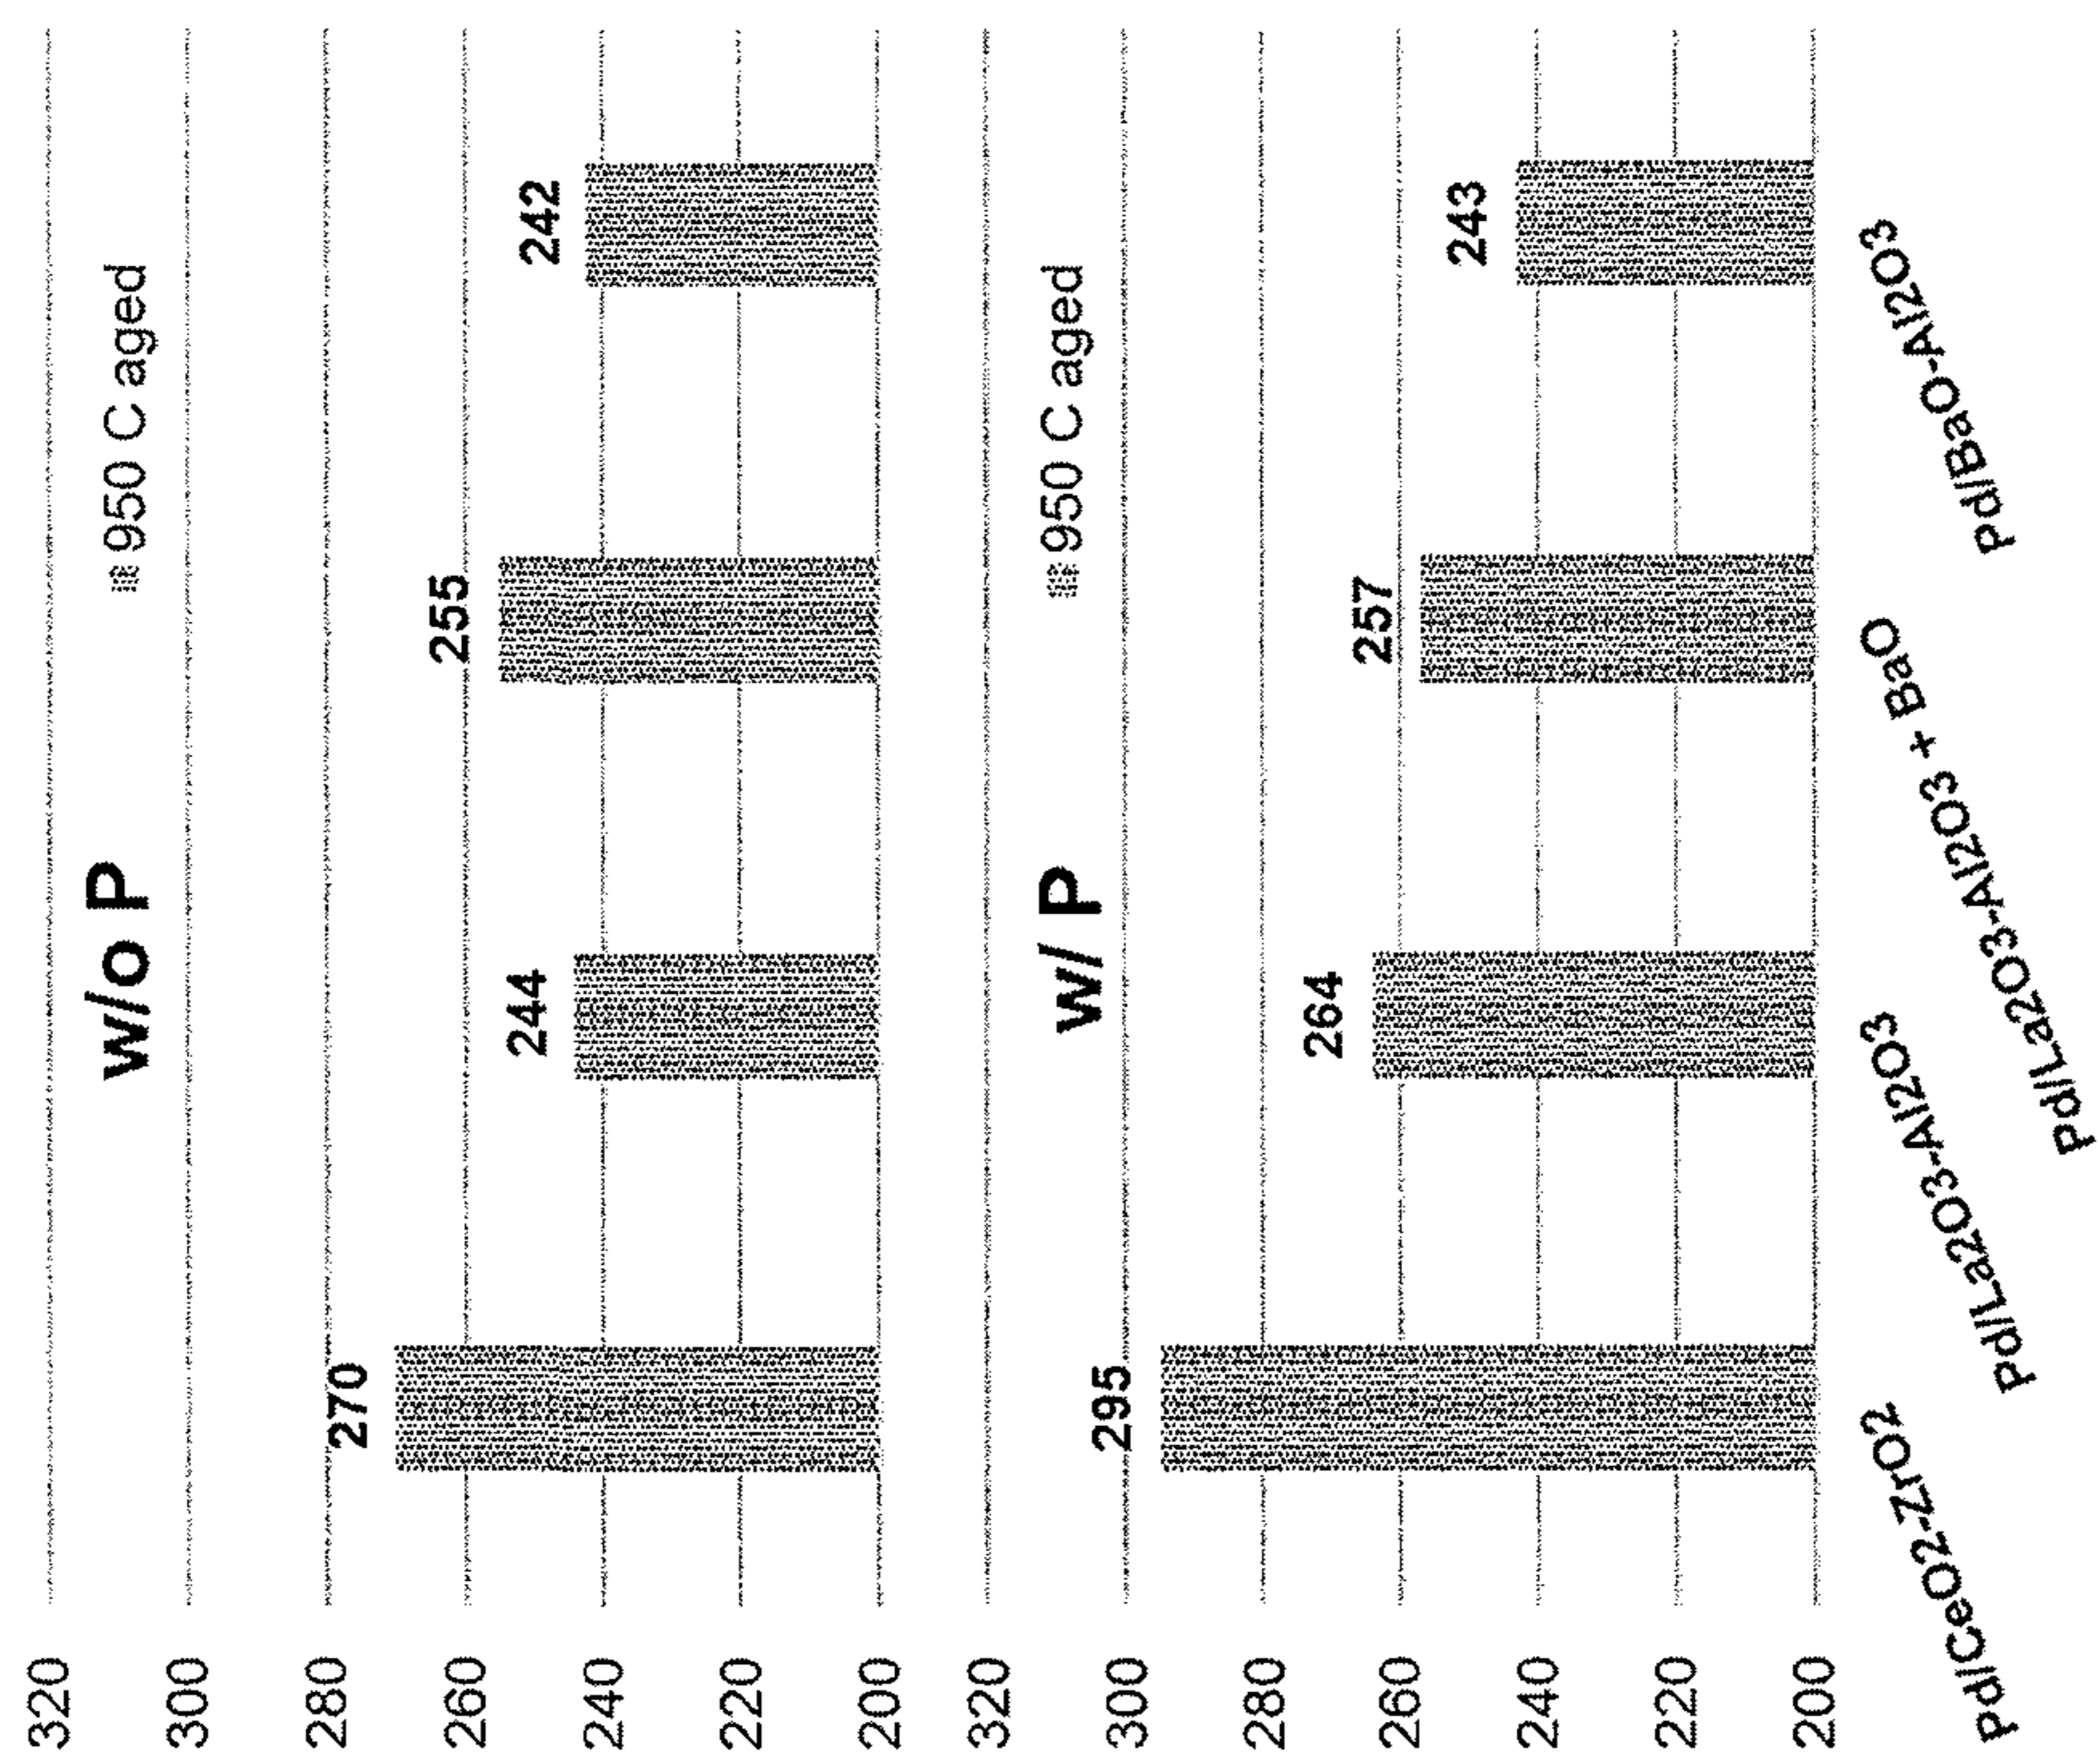 w/o P
950 C aged
320
300
280
260
240
220
200
270
244
255
242
w/ P
950 C aged
320
300
280
260
240
220
200
295
264
257
243
Pd/CeO2-ZrO2
Pd/La2O3-Al2O3
Pd/La2O3-Al2O3 + BaO
Pd/BaO-Al2O3